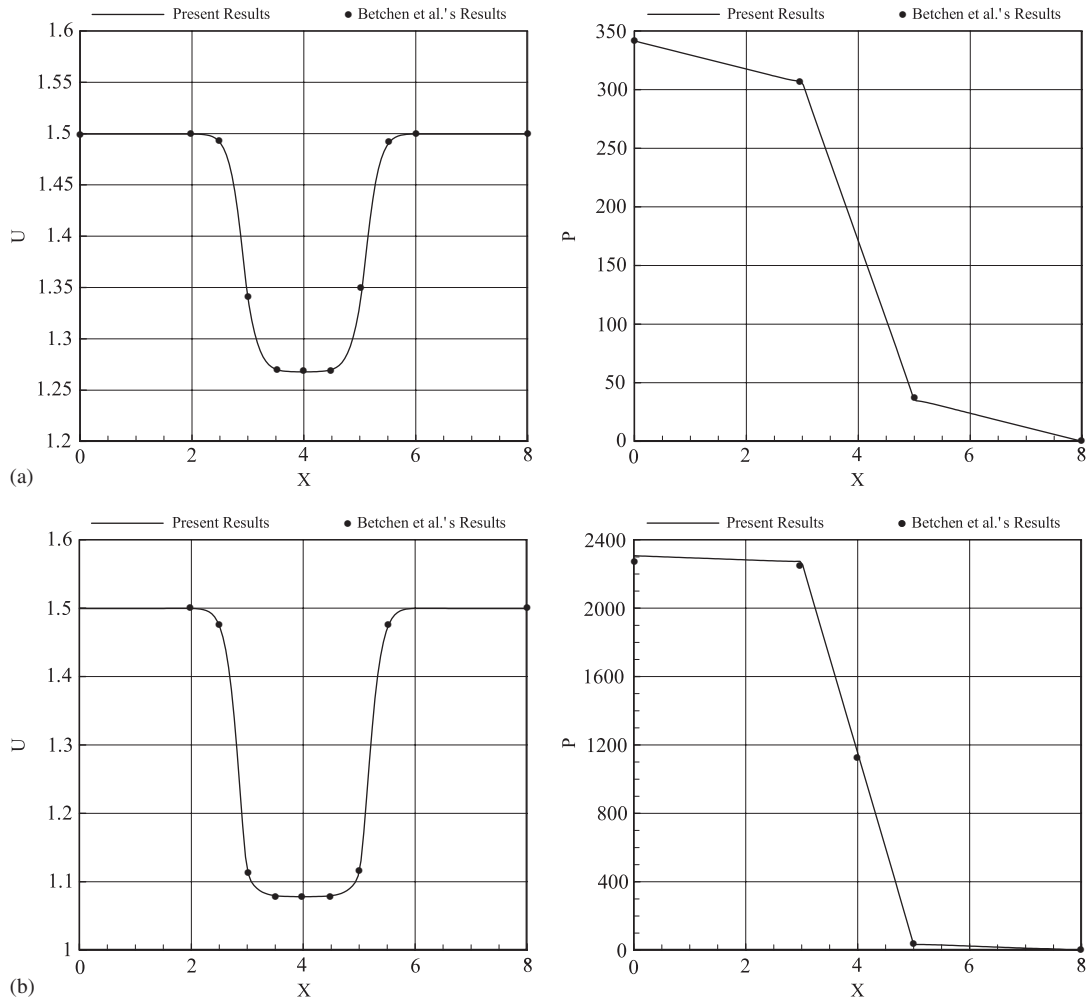 Present Results
Betchen et al.'s Results
1.6
1.55
1.5
1.45
1.4
1.35
1.3
1.25
1.2
U
0 2 4 6 8
X
(a)
Present Results
Betchen et al.'s Results
350
300
250
200
150
100
50
0
P
0 2 4 6 8
X
Present Results
Betchen et al.'s Results
1.6
1.5
1.4
1.3
1.2
1.1
1
U
0 2 4 6 8
X
(b)
Present Results
Betchen et al.'s Results
2400
2000
1600
1200
800
400
0
P
0 2 4 6 8
X